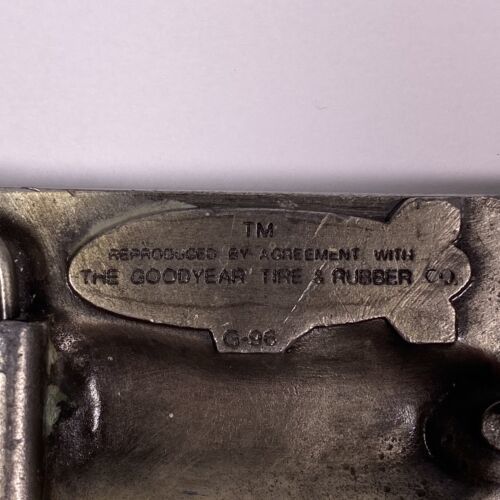 TM
REPRODUCED BY AGREEMENT WITH
THE GOODYEAR TIRE & RUBBER CO.
G-96